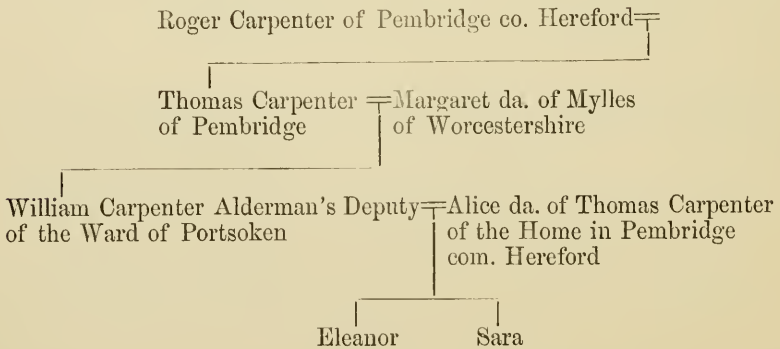 Roger Carpenter of Pembridge co. Hereford
Thomas Carpenter
of Pembridge
Margaret da. of Mylles
of Worcestershire
William Carpenter Alderman's Deputy
of the Ward of Portsoken
Alice da. of Thomas Carpenter
of the Home in Pembridge
com. Hereford
Eleanor
Sara